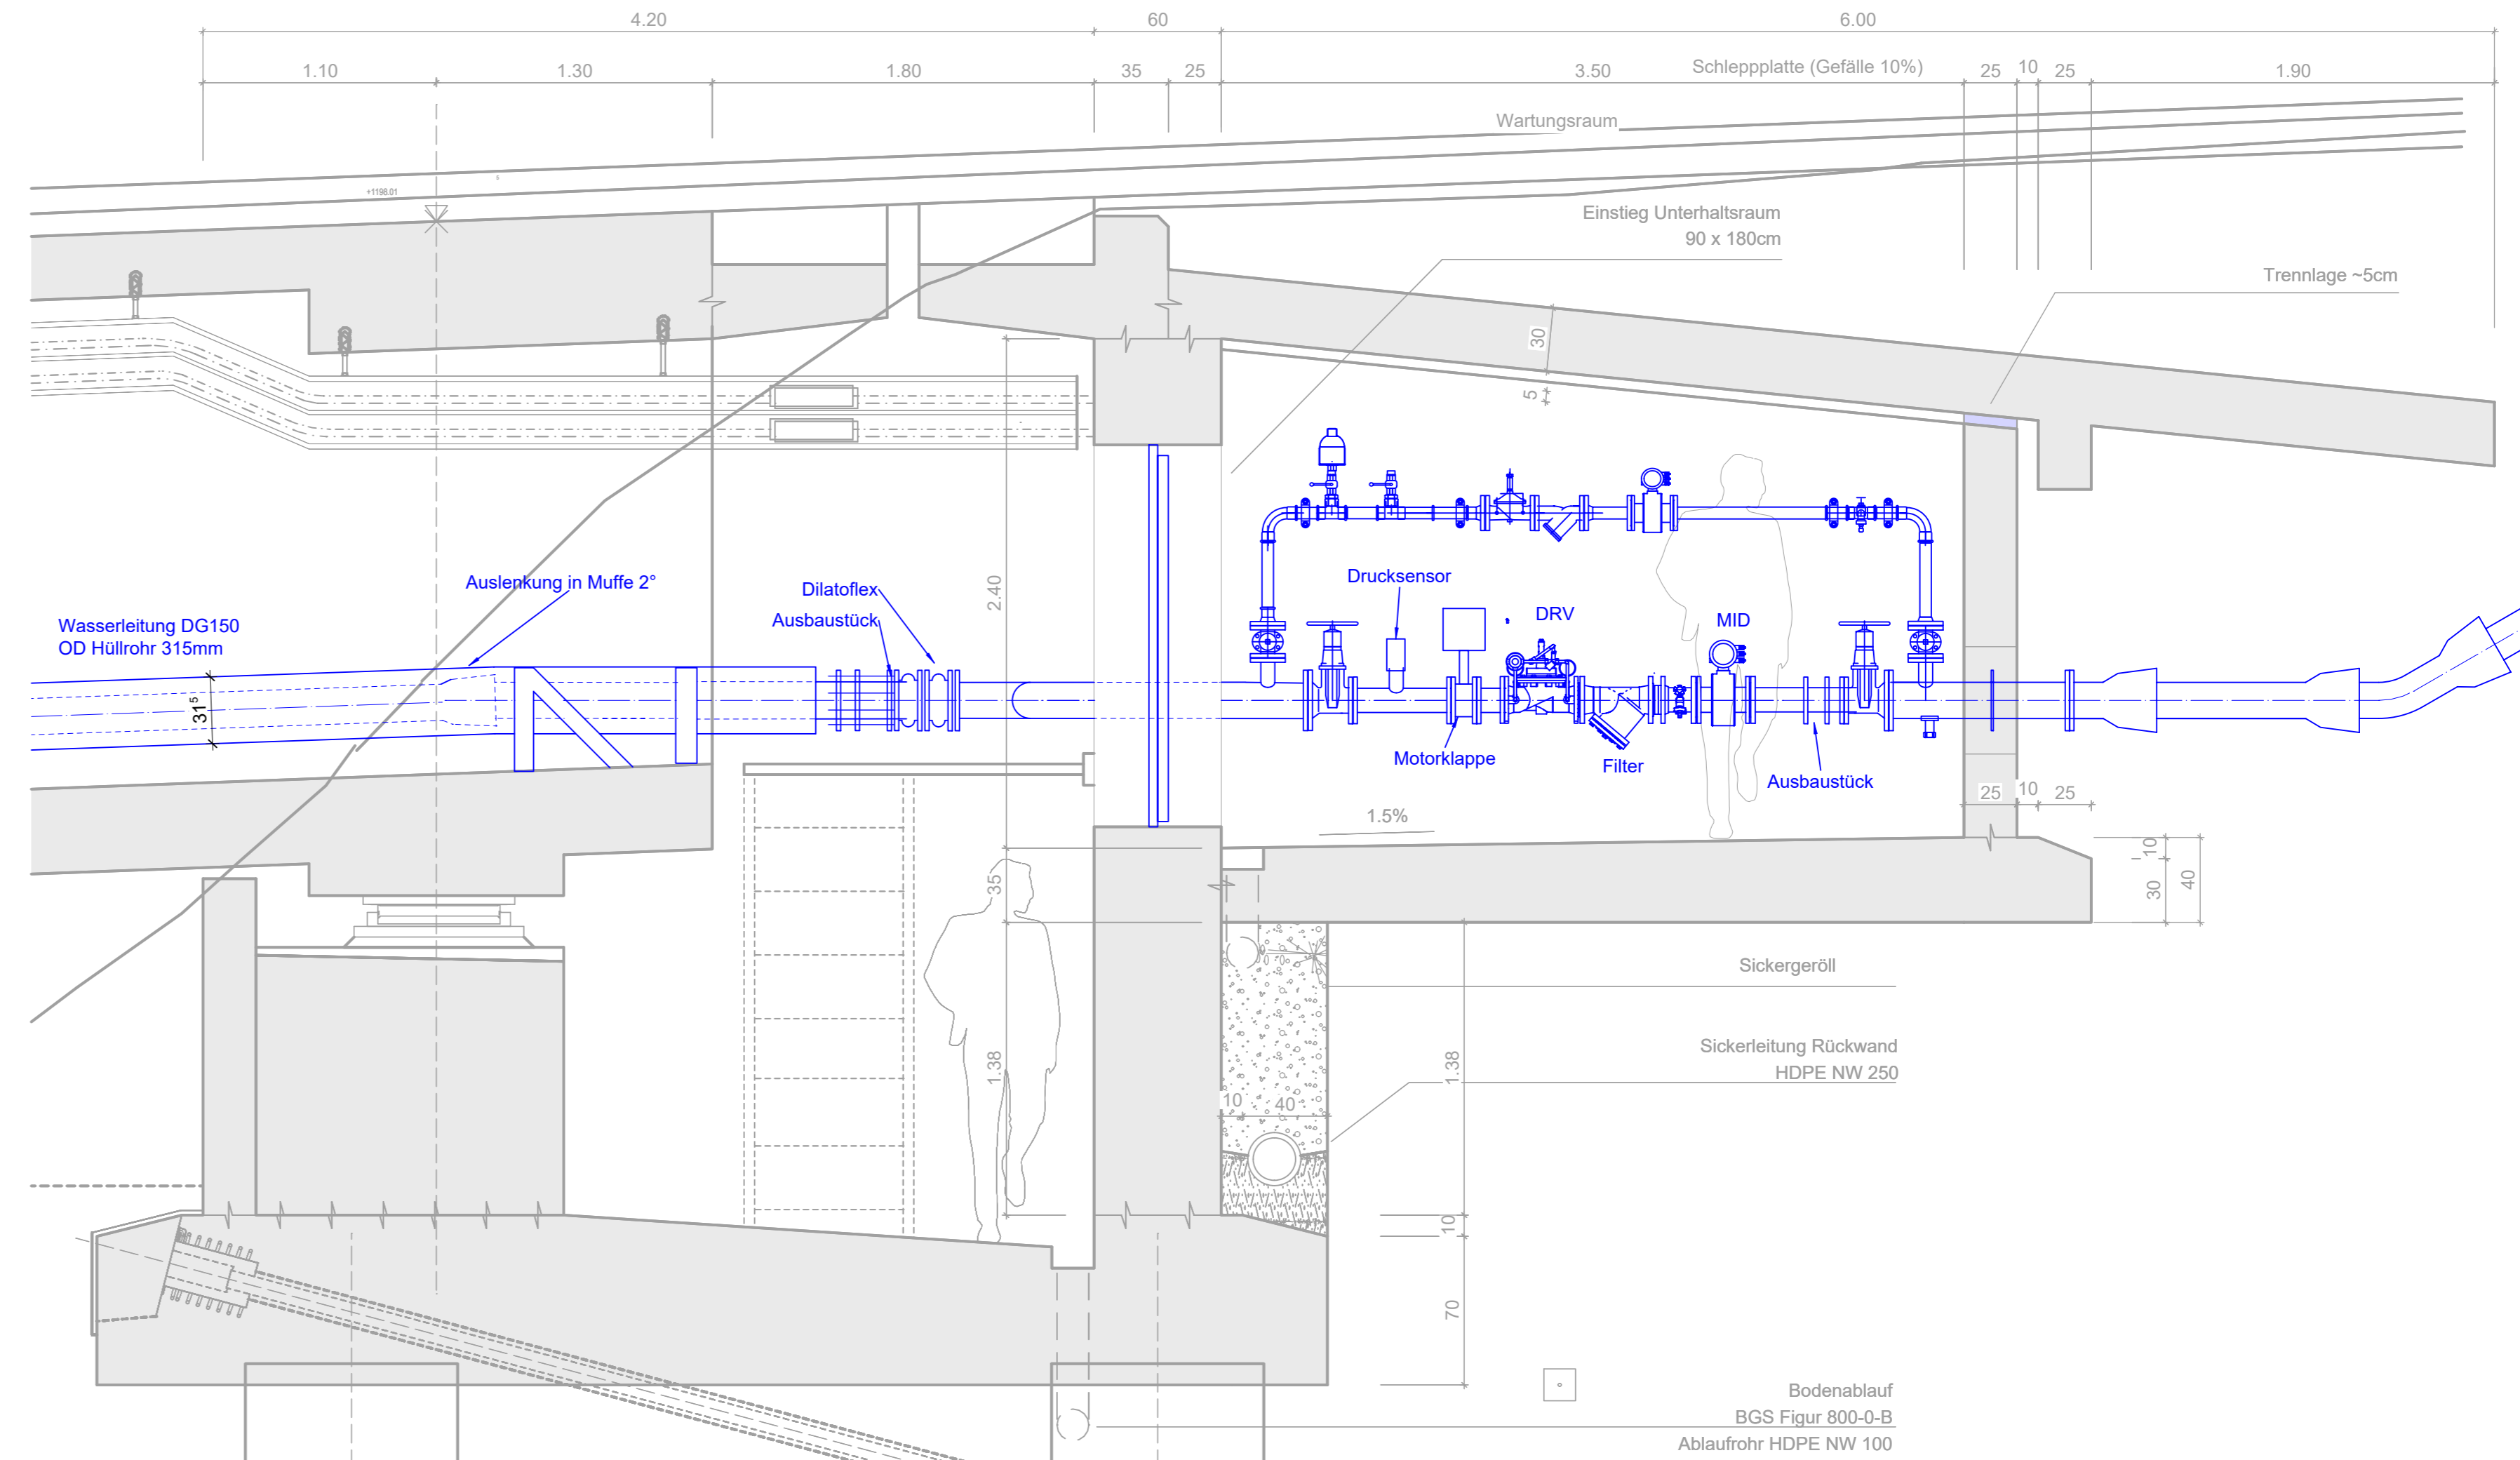 4.20
60
6.00
1.10
1.30
1.80
35
25
3.50
Schleppplatte (Gefälle 10%)
25
10
25
1.90
Wartungsraum
+1198.01
Einstieg Unterhaltsraum
90 x 180cm
Trennlage ~5cm
30
5
Auslenkung in Muffe 2°
Dilatoflex
Ausbaustück
2.40
Drucksensor
DRV
MID
Wasserleitung DG150
OD Hüllrohr 315mm
31⁵
Motorklappe
Filter
Ausbaustück
25
10
25
1.5%
10
30
40
35
Sickergeröll
Sickerleitung Rückwand
HDPE NW 250
1.38
1.38
10
40
10
70
Bodenablauf
BGS Figur 800-0-B
Ablaufrohr HDPE NW 100